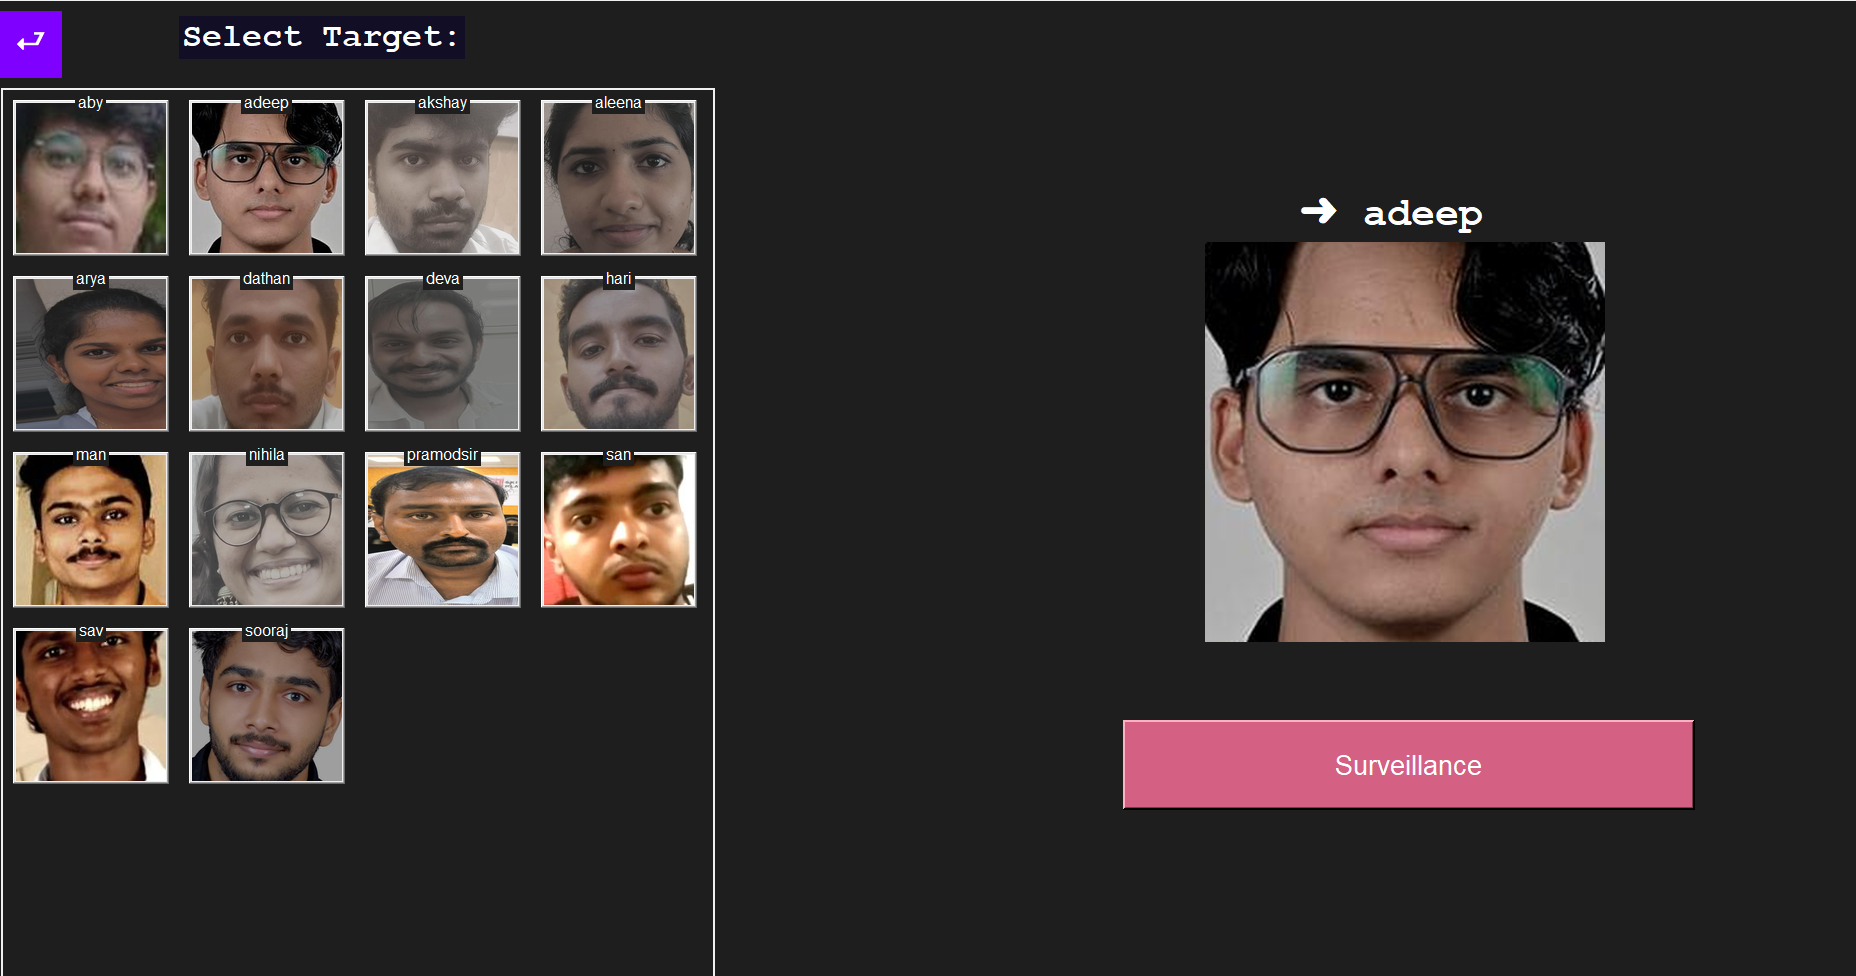 Select Target:
aby
adeep
akshay
aleena
arya
dathan
deva
hari
man
nihila
pramodsir
san
sav
sooraj
➔ adeep
Surveillance